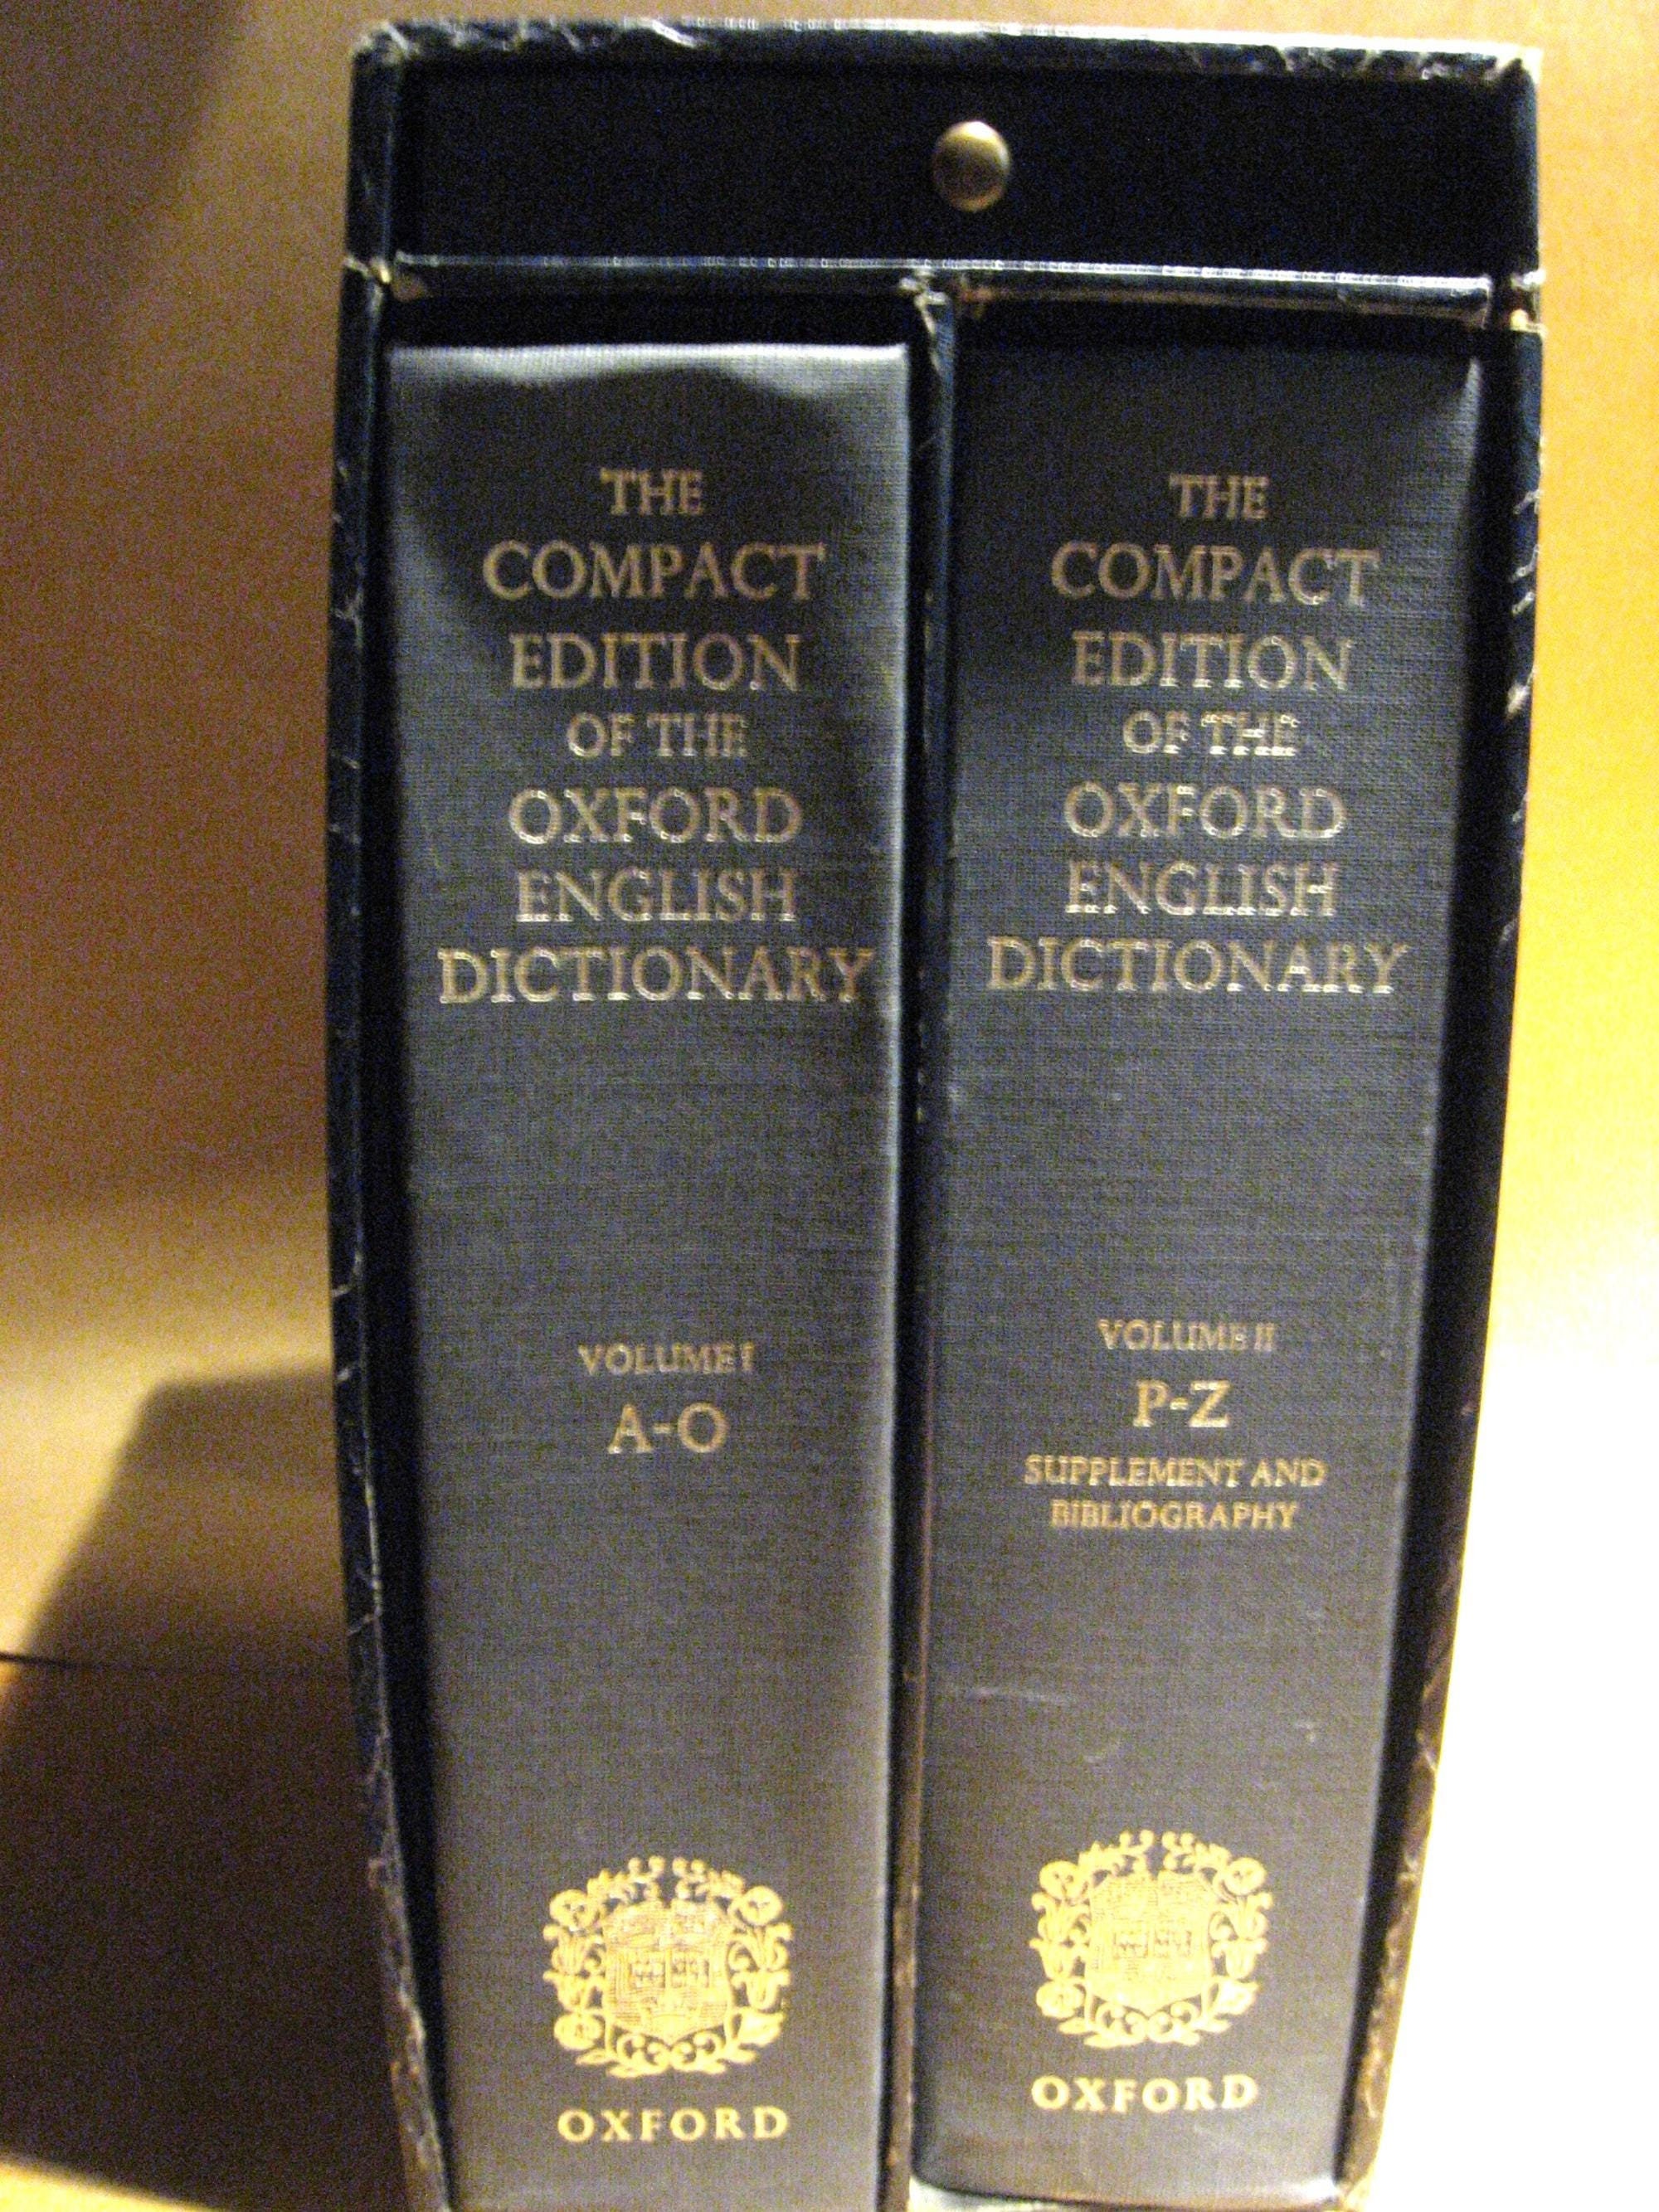 THE
COMPACT
EDITION
OF THE
OXFORD
ENGLISH
DICTIONARY
VOLUME I
A-O
OXFORD
THE
COMPACT
EDITION
OF THE
OXFORD
ENGLISH
DICTIONARY
VOLUME II
P-Z
SUPPLEMENT AND
BIBLIOGRAPHY
OXFORD